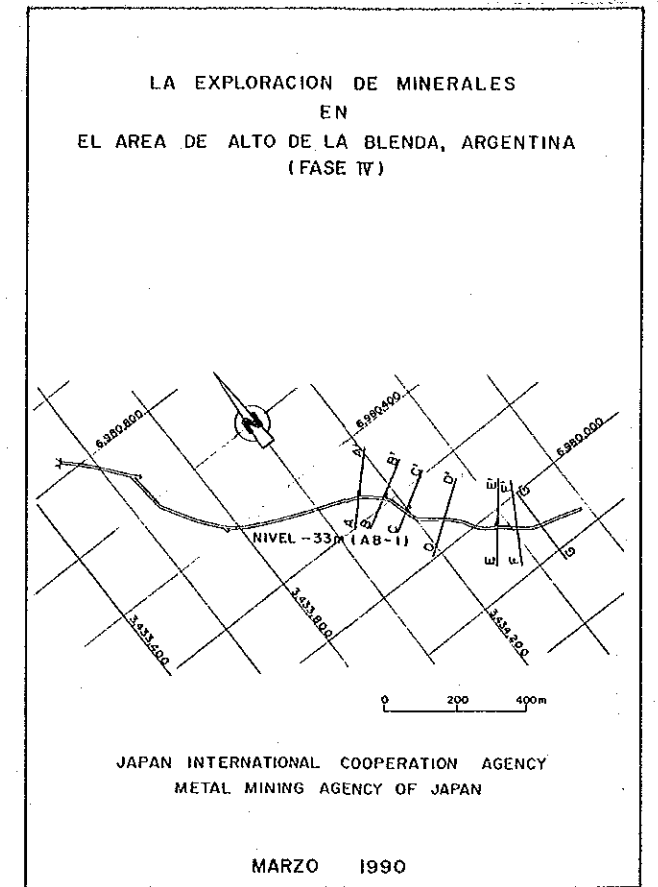 LA EXPLORACION DE MINERALES
EN
EL AREA DE ALTO DE LA BLENDA, ARGENTINA
(FASE IV)
6,980,800
N
6,980,400
6,980,000
A'
B'
C'
D'
E'
F'
G'
A
B
C
D
E
F
G
NIVEL -33m (AB-1)
3,433,400
3,433,800
3,434,200
0 200 400m
JAPAN INTERNATIONAL COOPERATION AGENCY
METAL MINING AGENCY OF JAPAN
MARZO 1990